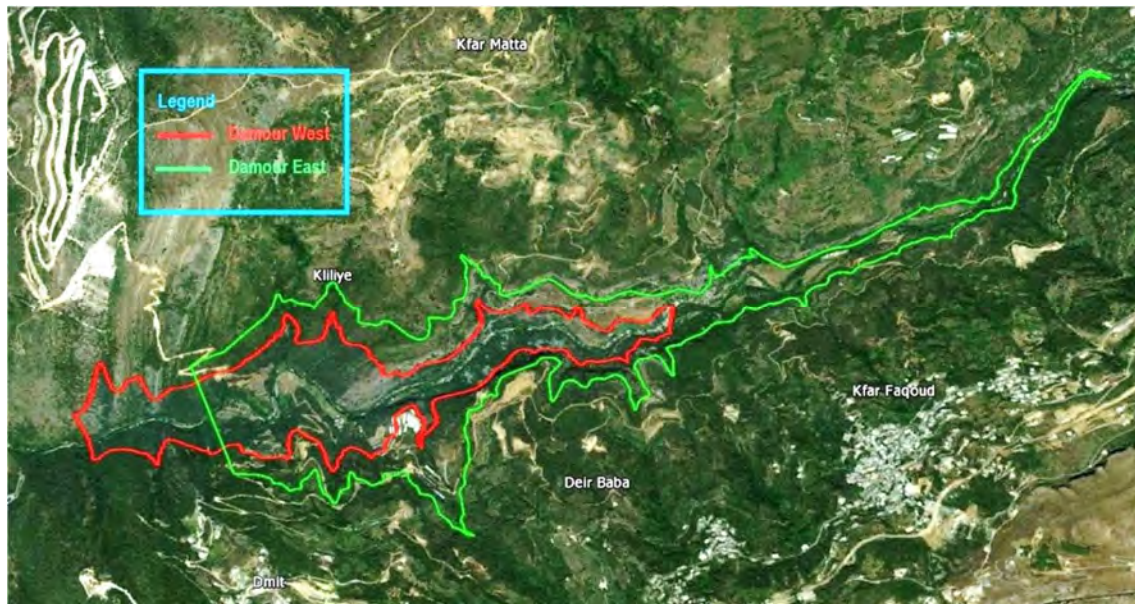 Kfar Matta
Legend
Damour West
Damour East
Kliliye
Kfar Faqoud
Deir Baba
Dmit